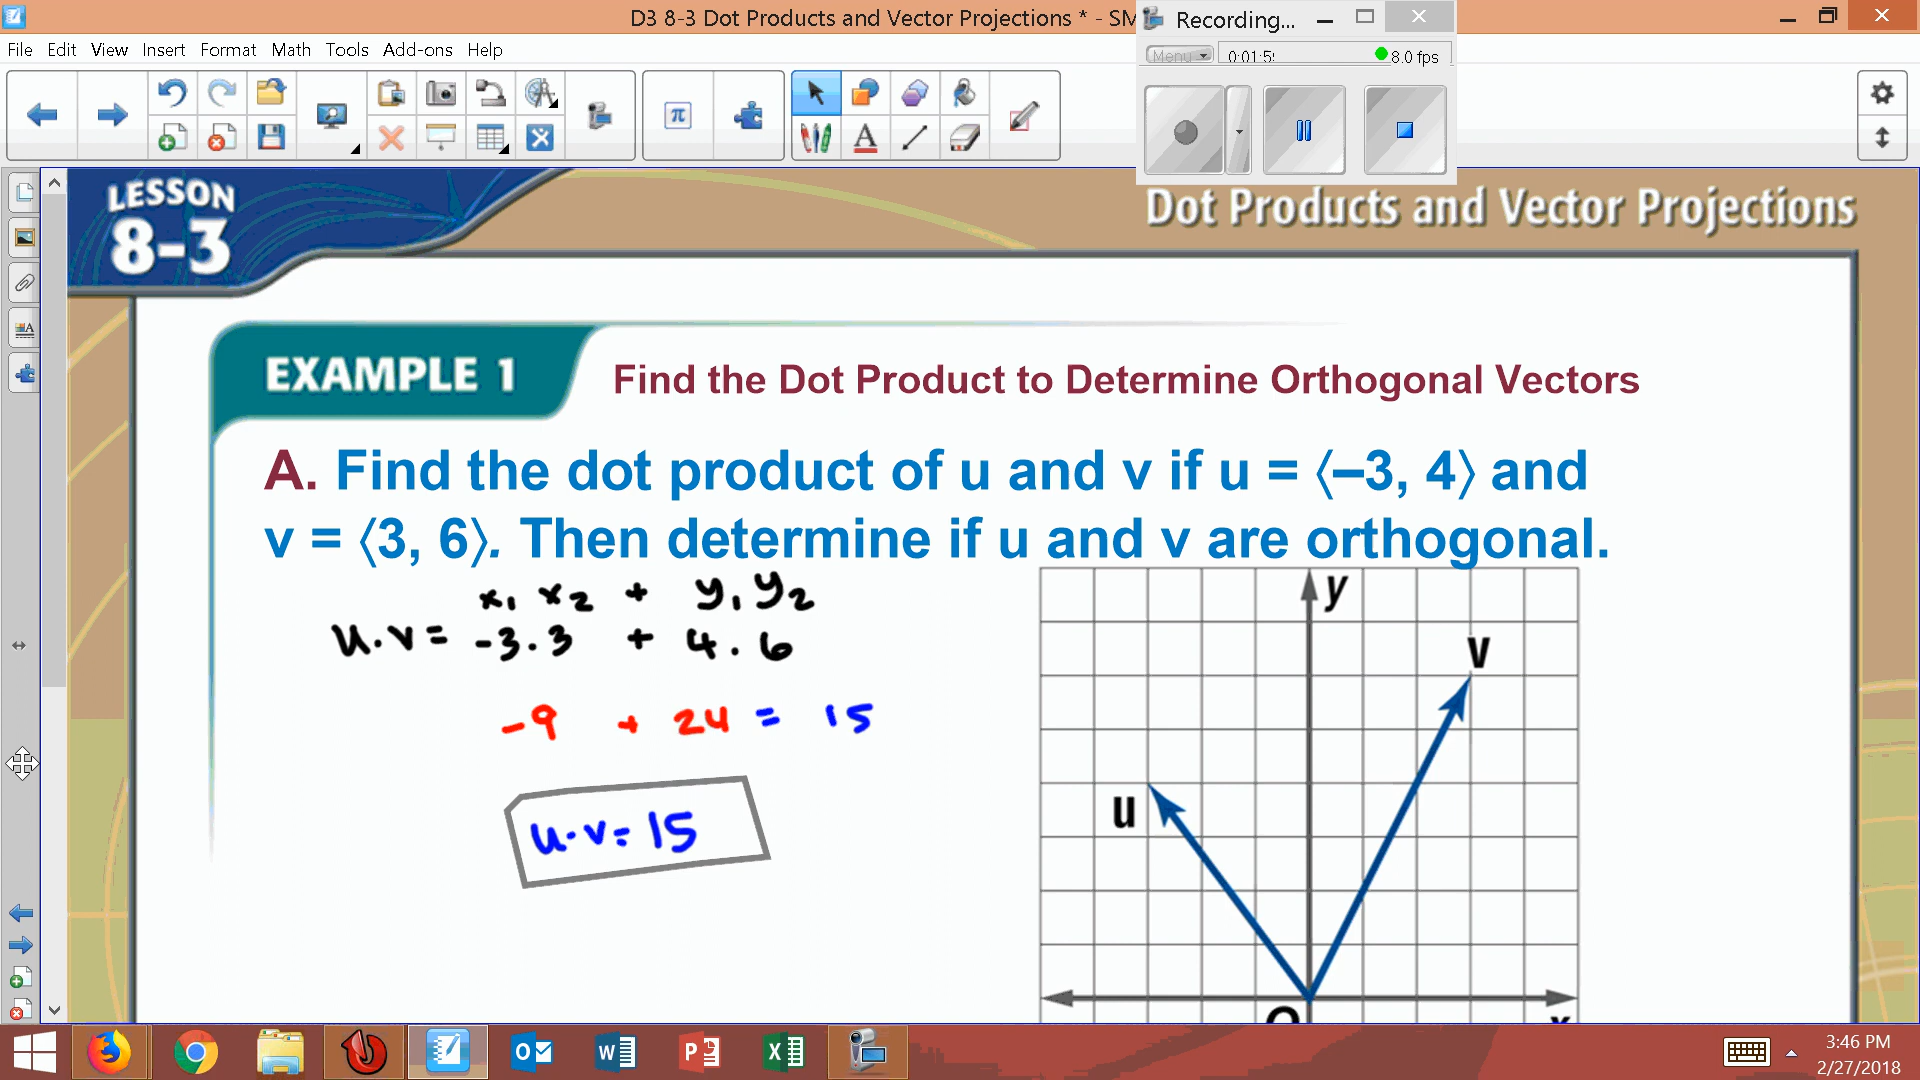 D3 8-3 Dot Products and Vector Projections * - SM
Recording...
File Edit View Insert Format Math Tools Add-ons Help
Menu
8.0 fps
π
A
LESSON
8-3
Dot Products and Vector Projections
EXAMPLE 1
Find the Dot Product to Determine Orthogonal Vectors
A. Find the dot product of u and v if u = ⟨–3, 4⟩ and
v = ⟨3, 6⟩. Then determine if u and v are orthogonal.
x₁ x₂ + y₁ y₂
u·v = -3·3 + 4·6
-9 + 24 = 15
u·v = 15
y
v
u
3:46 PM
2/27/2018